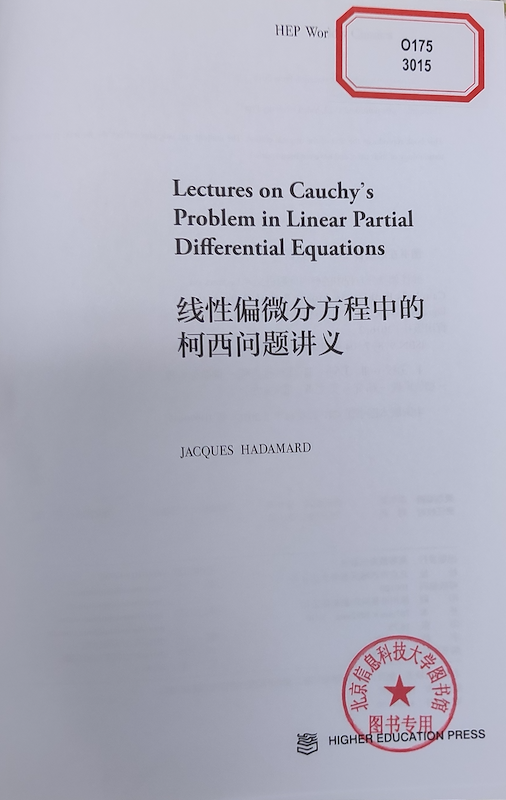 HEP Wor
O175
3015
Lectures on Cauchy's
Problem in Linear Partial
Differential Equations
线性偏微分方程中的
柯西问题讲义
JACQUES HADAMARD
北京信息科技大学图书馆
图书专用
HIGHER EDUCATION PRESS